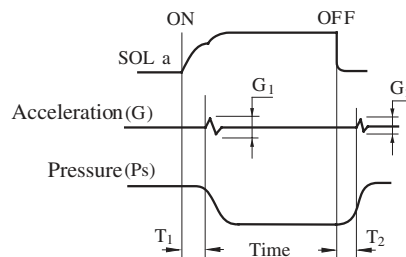 ON OFF
SOL a
G1 G
Acceleration(G)
Pressure(Ps)
T1 Time T2